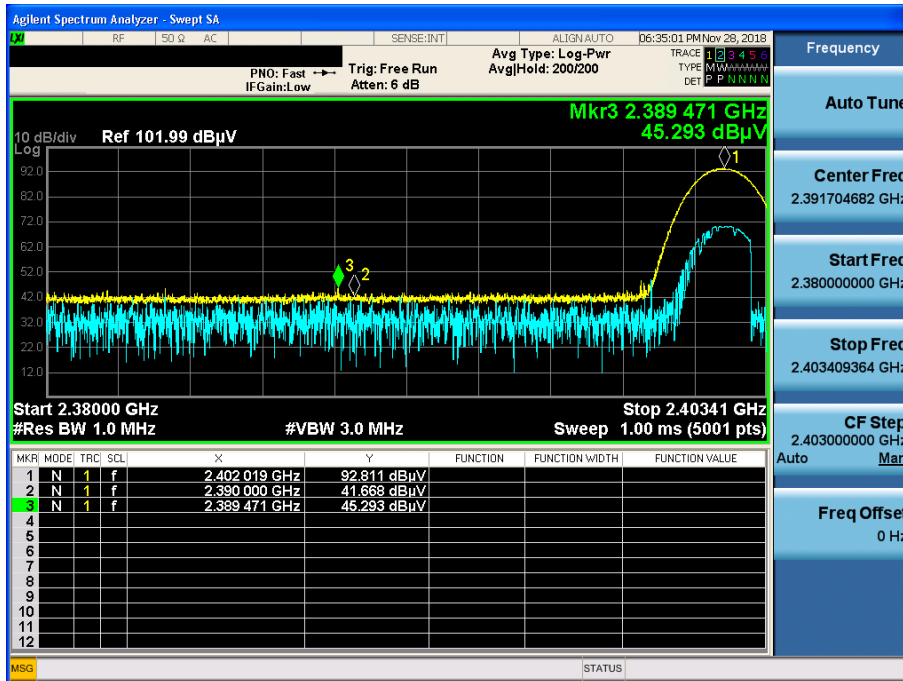 Agilent Spectrum Analyzer - Swept SA
LXI RF 50 Ω AC SENSE:INT ALIGN AUTO 06:35:01 PM Nov 28, 2018
Frequency
PNO: Fast Trig: Free Run Avg Type: Log-Pwr TRACE 1 2 3 4 5 6
IFGain:Low Atten: 6 dB Avg|Hold: 200/200 TYPE M W
DET P P N N N N
Auto Tune
Mkr3 2.389 471 GHz
45.293 dBµV
10 dB/div Ref 101.99 dBµV
Log
92.0
82.0
72.0
62.0
52.0
42.0
32.0
22.0
12.0
1
3
2
Center Freq
2.391704682 GHz
Start Freq
2.380000000 GHz
Stop Freq
2.403409364 GHz
Start 2.38000 GHz Stop 2.40341 GHz
#Res BW 1.0 MHz #VBW 3.0 MHz Sweep 1.00 ms (5001 pts)
CF Step
2.403000000 GHz
Auto Man
MKR MODE TRC SCL X Y FUNCTION FUNCTION WIDTH FUNCTION VALUE
1 N 1 f 2.402 019 GHz 92.811 dBµV
2 N 1 f 2.390 000 GHz 41.668 dBµV
3 N 1 f 2.389 471 GHz 45.293 dBµV
4
5
6
7
8
9
10
11
12
Freq Offset
0 Hz
MSG STATUS